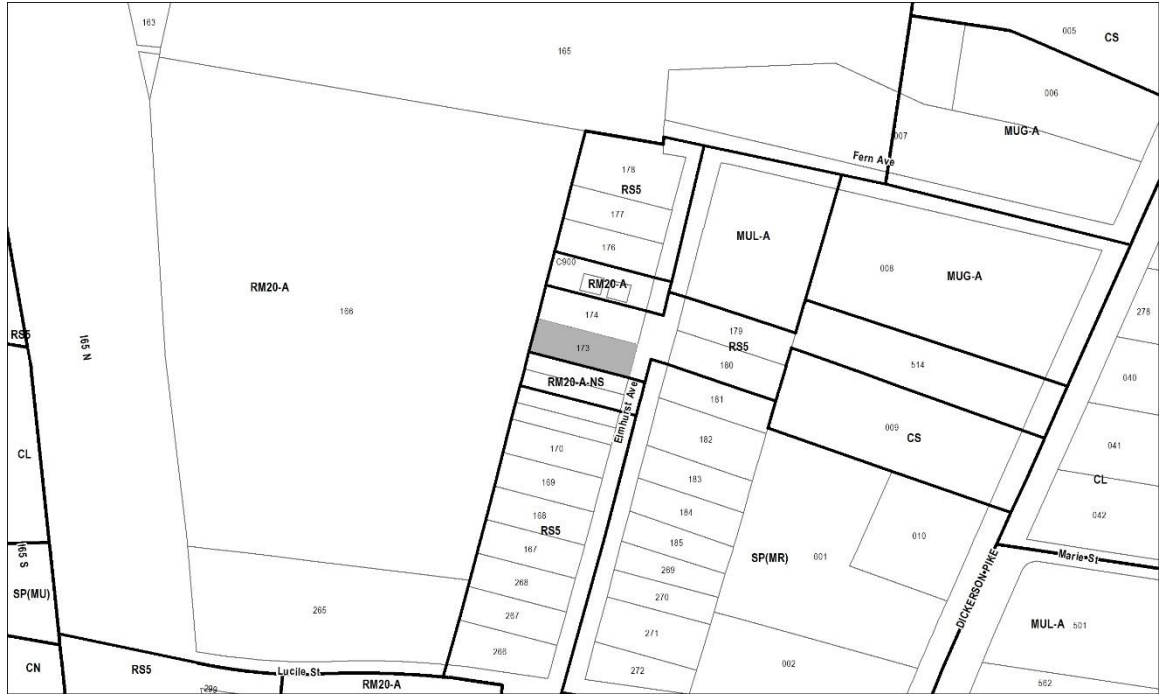 163
165
005
CS
006
007
MUG-A
Fern Ave
178
RS5
177
176
MUL-A
C900
RM20-A
008
MUG-A
RM20-A
166
174
278
179
RS5
173
RS5
I65 N
180
514
RM20-A-NS
040
Elmhurst Ave
181
009
CS
182
041
170
CL
183
CL
169
184
042
168
010
RS5
185
SP(MR)
001
167
Marie St
I65 S
269
268
270
SP(MU)
DICKERSON PIKE
265
267
271
MUL-A
501
266
002
CN
RS5
Lucile St
272
RM20-A
562